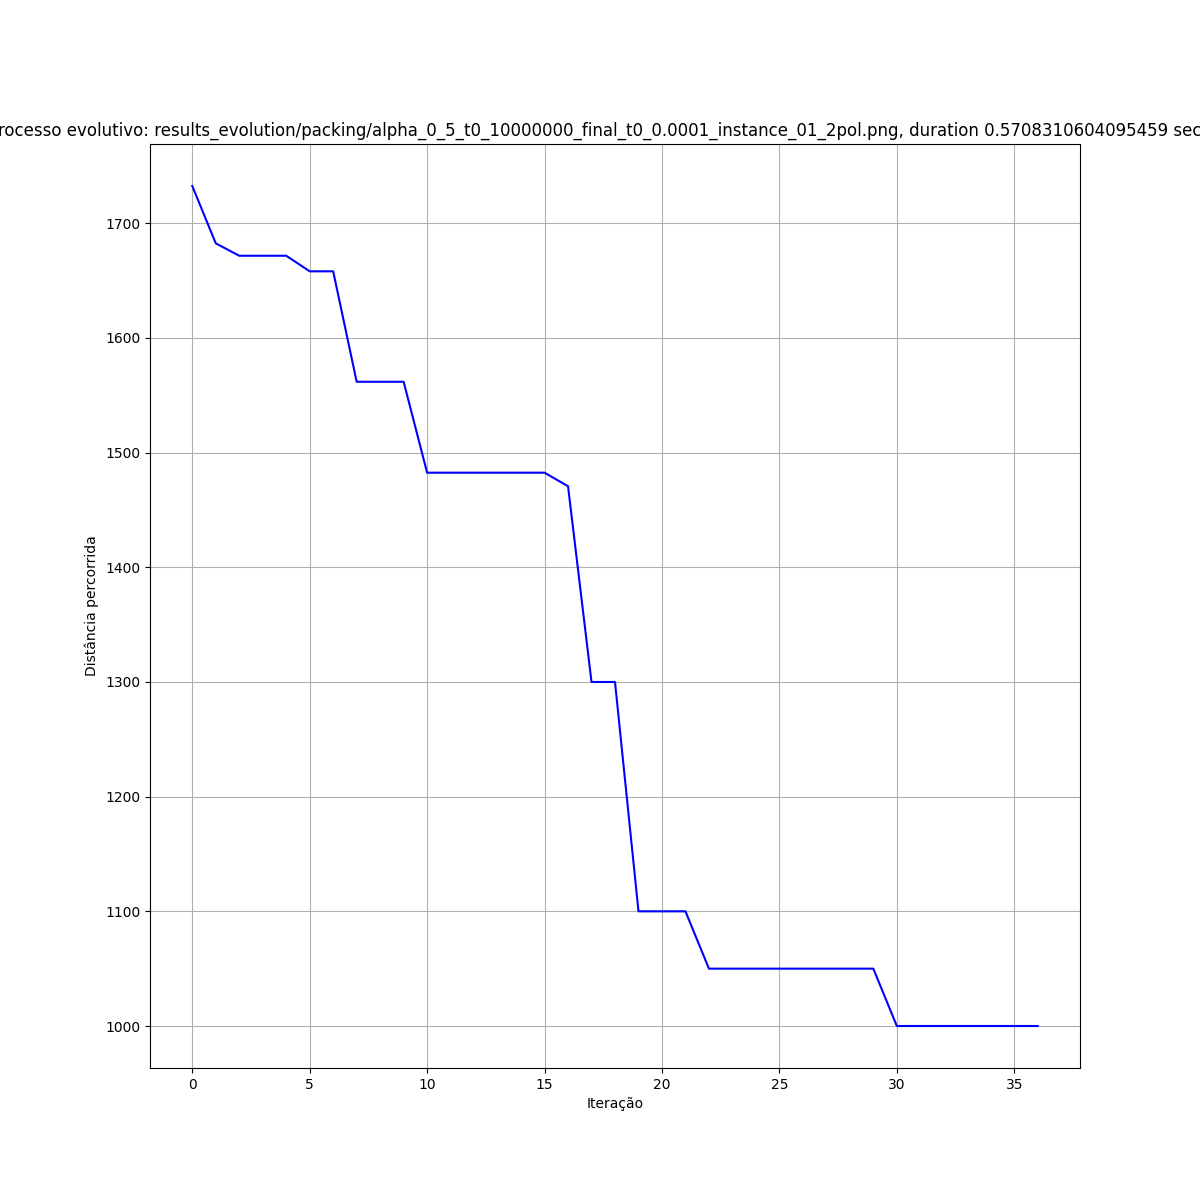 rocesso evolutivo: results_evolution/packing/alpha_0_5_t0_10000000_final_t0_0.0001_instance_01_2pol.png, duration 0.5708310604095459 sec
1700
1600
1500
1400
1300
1200
1100
1000
Distância percorrida
0 5 10 15 20 25 30 35
Iteração